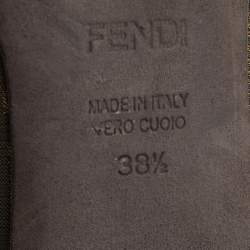 FENDI
MADE IN ITALY
VERO CUOIO
38½